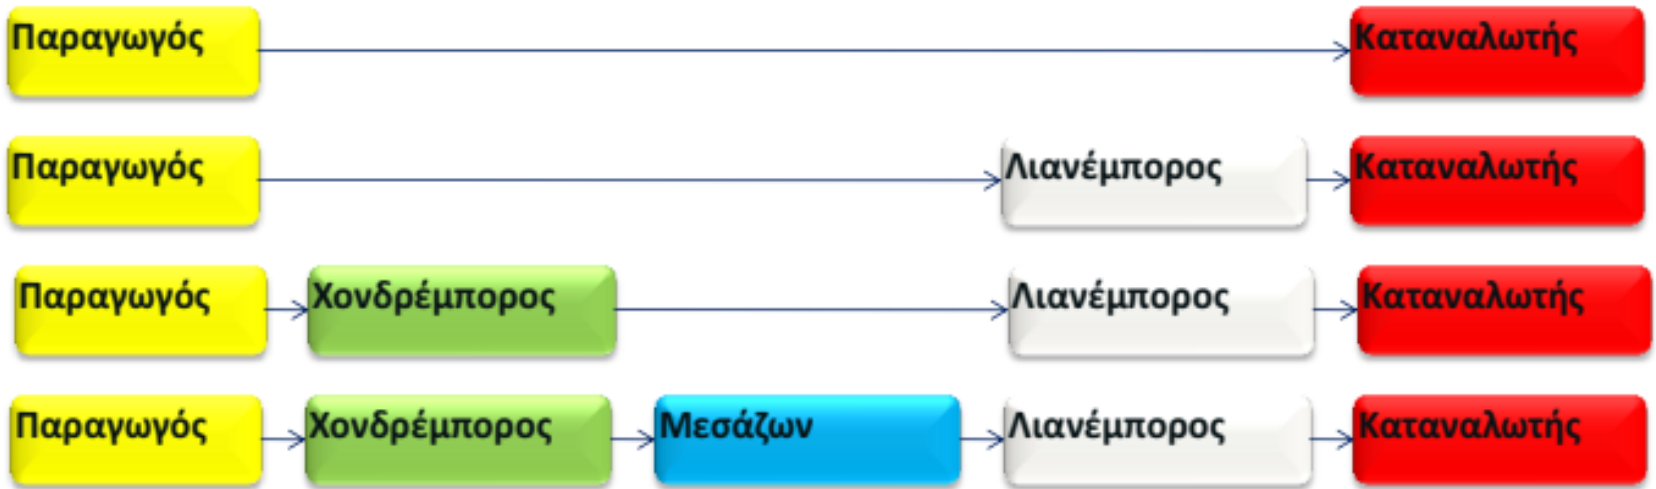 Παραγωγός Καταναλωτής
Παραγωγός Λιανέμπορος Καταναλωτής
Παραγωγός Χονδρέμπορος Λιανέμπορος Καταναλωτής
Παραγωγός Χονδρέμπορος Μεσάζων Λιανέμπορος Καταναλωτής